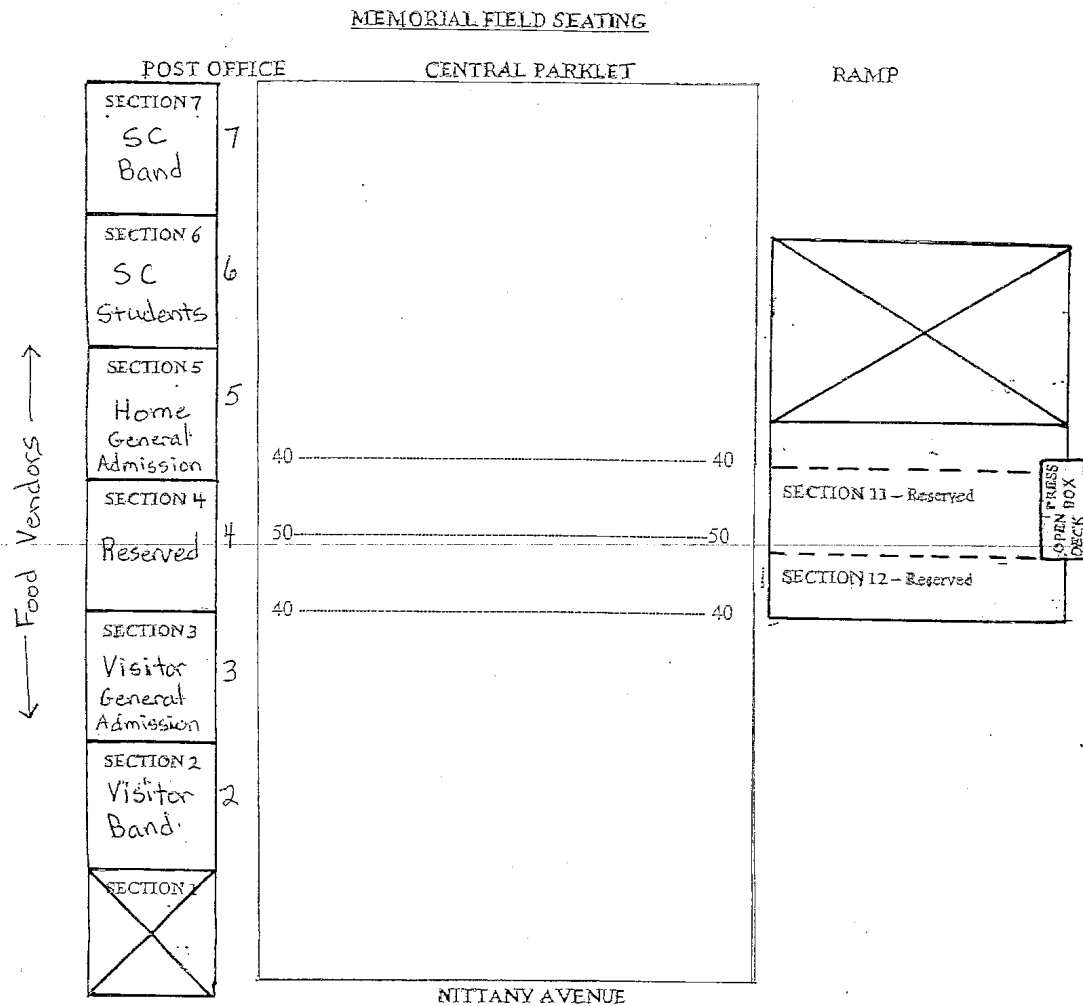 MEMORIAL FIELD SEATING
POST OFFICE
CENTRAL PARKLET
RAMP
SECTION 7
SC
Band
7
SECTION 6
SC
Students
6
SECTION 5
Home
General
Admission
5
SECTION 4
Reserved
4
SECTION 3
Visitor
General
Admission
3
SECTION 2
Visitor
Band
2
SECTION 1
Food Vendors
40 40
50 50
40 40
SECTION 11 - Reserved
SECTION 12 - Reserved
PRESS
OPEN BOX
DECK
NITTANY AVENUE